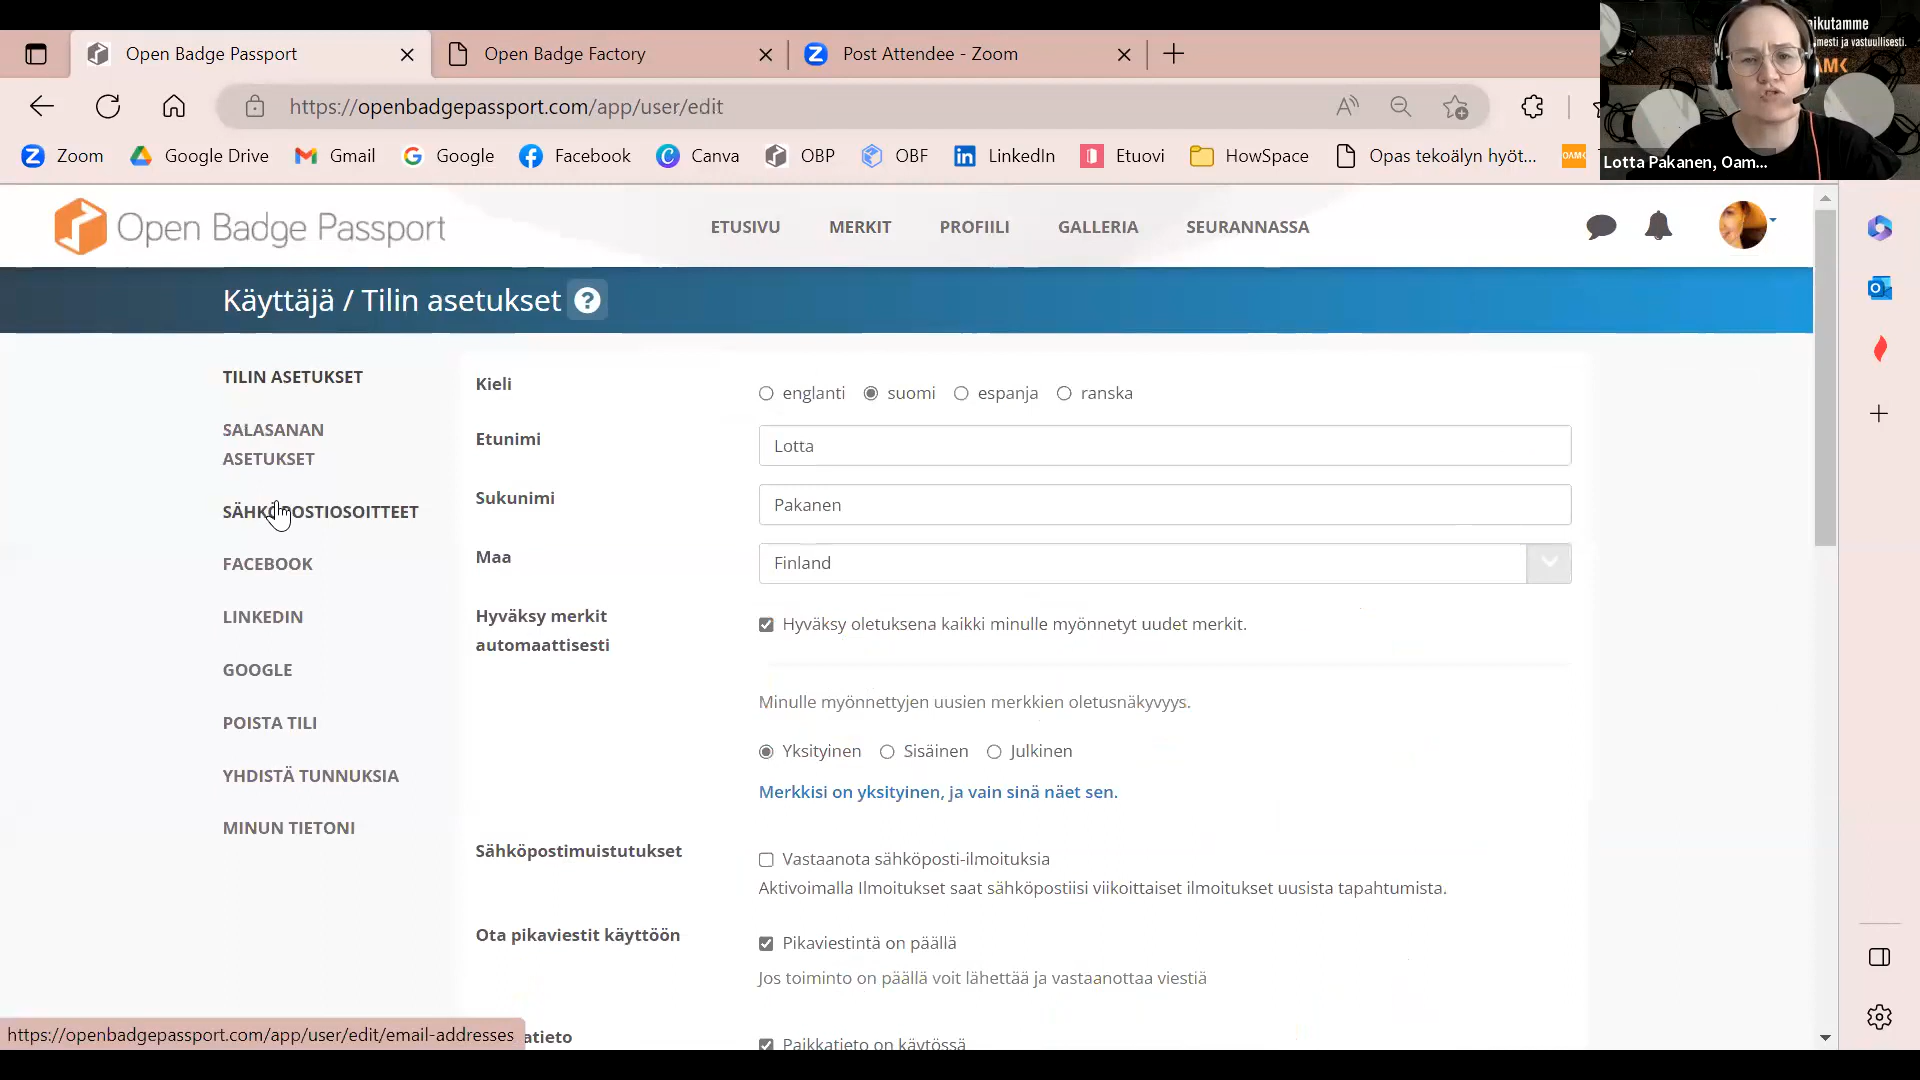 Open Badge Passport
Open Badge Factory
Post Attendee - Zoom
https://openbadgepassport.com/app/user/edit
Zoom
Google Drive
Gmail
Google
Facebook
Canva
OBP
OBF
LinkedIn
Etuovi
HowSpace
Opas tekoälyn hyöt...
Lotta Pakanen, Oam...
Open Badge Passport
ETUSIVU
MERKIT
PROFIILI
GALLERIA
SEURANNASSA
Käyttäjä / Tilin asetukset
TILIN ASETUKSET
SALASANAN
ASETUKSET
SÄHKÖPOSTIOSOITTEET
FACEBOOK
LINKEDIN
GOOGLE
POISTA TILI
YHDISTÄ TUNNUKSIA
MINUN TIETONI
Kieli
englanti
suomi
espanja
ranska
Etunimi
Lotta
Sukunimi
Pakanen
Maa
Finland
Hyväksy merkit
automaattisesti
Hyväksy oletuksena kaikki minulle myönnetyt uudet merkit.
Minulle myönnettyjen uusien merkkien oletusnäkyvyys.
Yksityinen
Sisäinen
Julkinen
Merkkisi on yksityinen, ja vain sinä näet sen.
Sähköpostimuistutukset
Vastaanota sähköposti-ilmoituksia
Aktivoimalla Ilmoitukset saat sähköpostiisi viikoittaiset ilmoitukset uusista tapahtumista.
Ota pikaviestit käyttöön
Pikaviestintä on päällä
Jos toiminto on päällä voit lähettää ja vastaanottaa viestiä
atieto
Paikkatieto on käytössä
https://openbadgepassport.com/app/user/edit/email-addresses